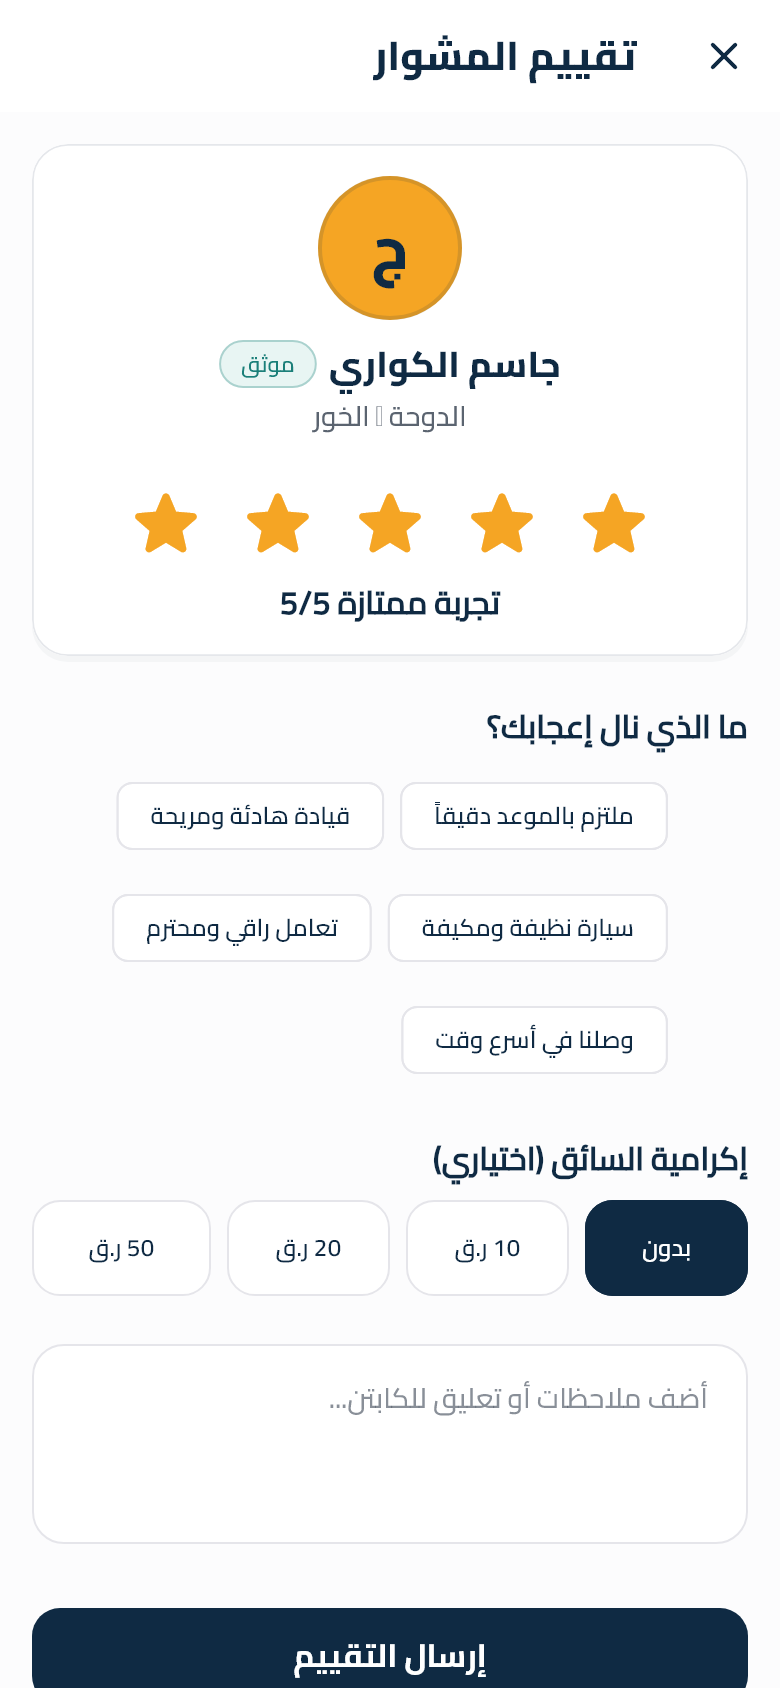 تقييم المشوار
ج
جاسم الكواري موثق
الدوحة الخور
تجربة ممتازة 5/5
ما الذي نال إعجابك؟
ملتزم بالموعد دقيقاً
قيادة هادئة ومريحة
سيارة نظيفة ومكيفة
تعامل راقي ومحترم
وصلنا في أسرع وقت
إكرامية السائق (اختياري)
بدون
10 ر.ق
20 ر.ق
50 ر.ق
أضف ملاحظات أو تعليق للكابتن...
إرسال التقييم